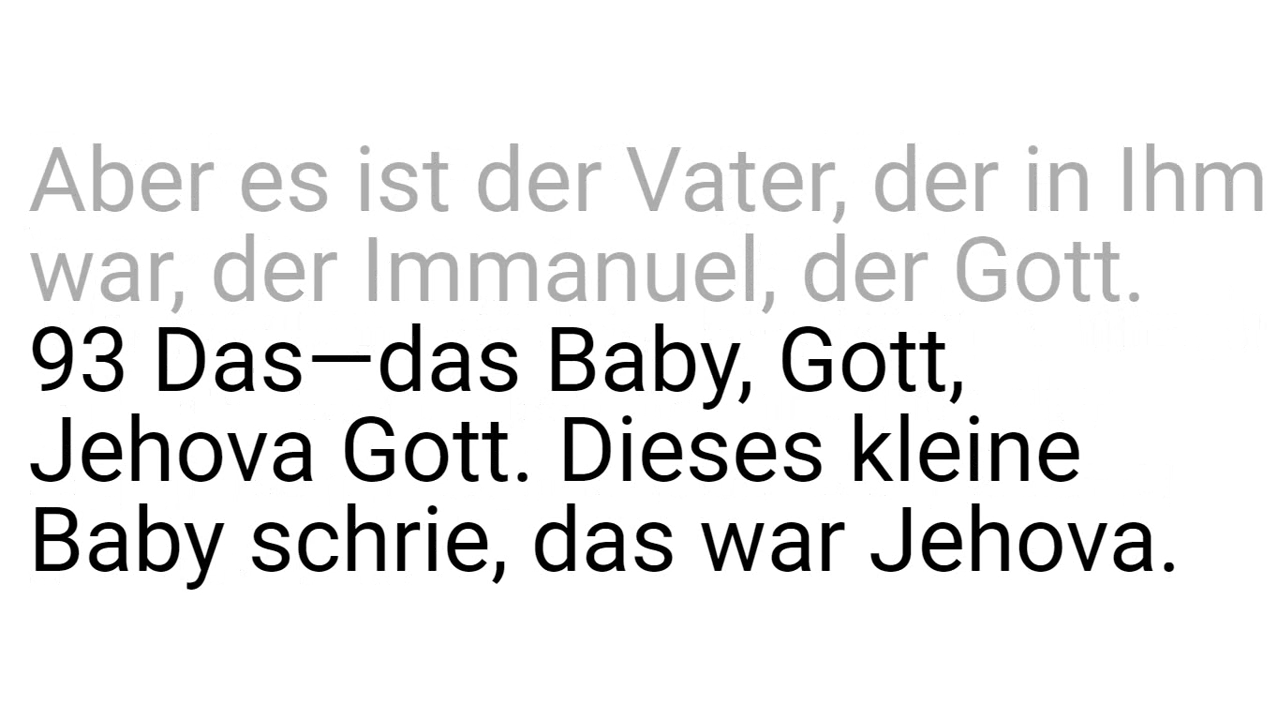 Aber es ist der Vater, der in Ihm
war, der Immanuel, der Gott.
93 Das—das Baby, Gott,
Jehova Gott. Dieses kleine
Baby schrie, das war Jehova.